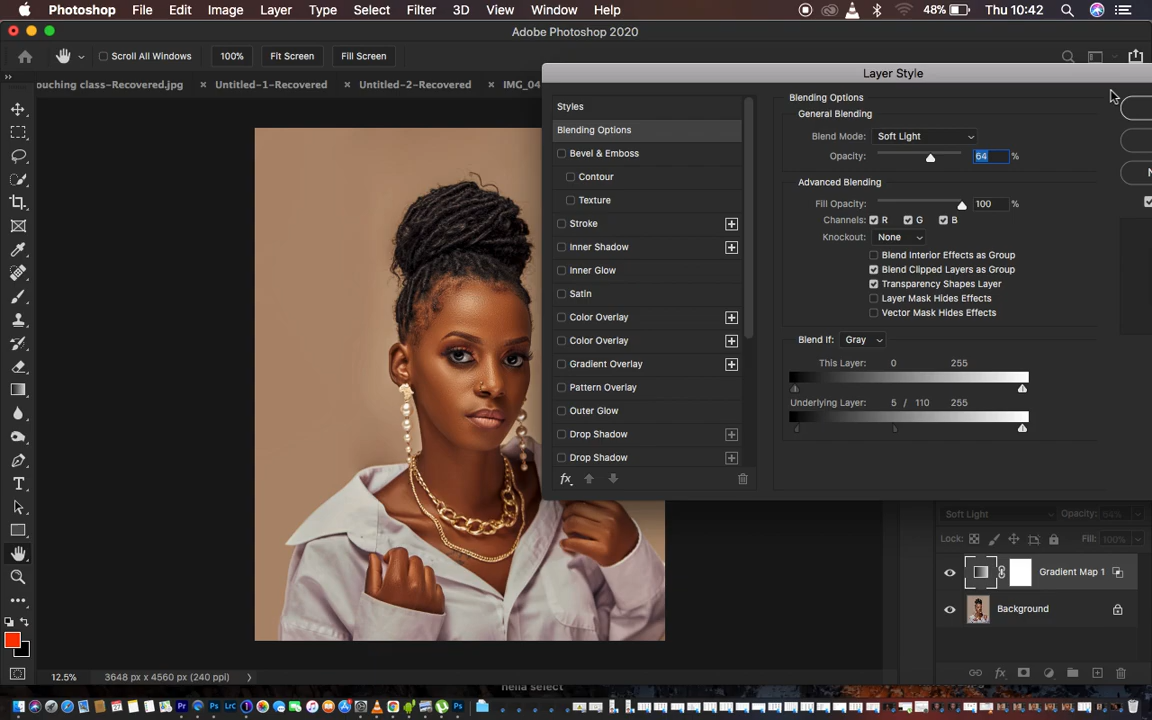 Photoshop File Edit Image Layer Type Select Filter 3D View Window Help 48% Thu 10:42
Adobe Photoshop 2020
Scroll All Windows 100% Fit Screen Fill Screen
ouching class-Recovered.jpg × Untitled-1-Recovered × Untitled-2-Recovered × IMG_04
Layer Style
Styles
Blending Options
Bevel & Emboss
Contour
Texture
Stroke
Inner Shadow
Inner Glow
Satin
Color Overlay
Color Overlay
Gradient Overlay
Pattern Overlay
Outer Glow
Drop Shadow
Drop Shadow
fx
Blending Options
General Blending
Blend Mode: Soft Light
Opacity: 64 %
Advanced Blending
Fill Opacity: 100 %
Channels: R G B
Knockout: None
Blend Interior Effects as Group
Blend Clipped Layers as Group
Transparency Shapes Layer
Layer Mask Hides Effects
Vector Mask Hides Effects
Blend If: Gray
This Layer: 0 255
Underlying Layer: 5 / 110 255
N
Soft Light Opacity: 64%
Lock: Fill: 100%
Gradient Map 1
Background
fx
12.5% 3648 px x 4560 px (240 ppi)
nella select